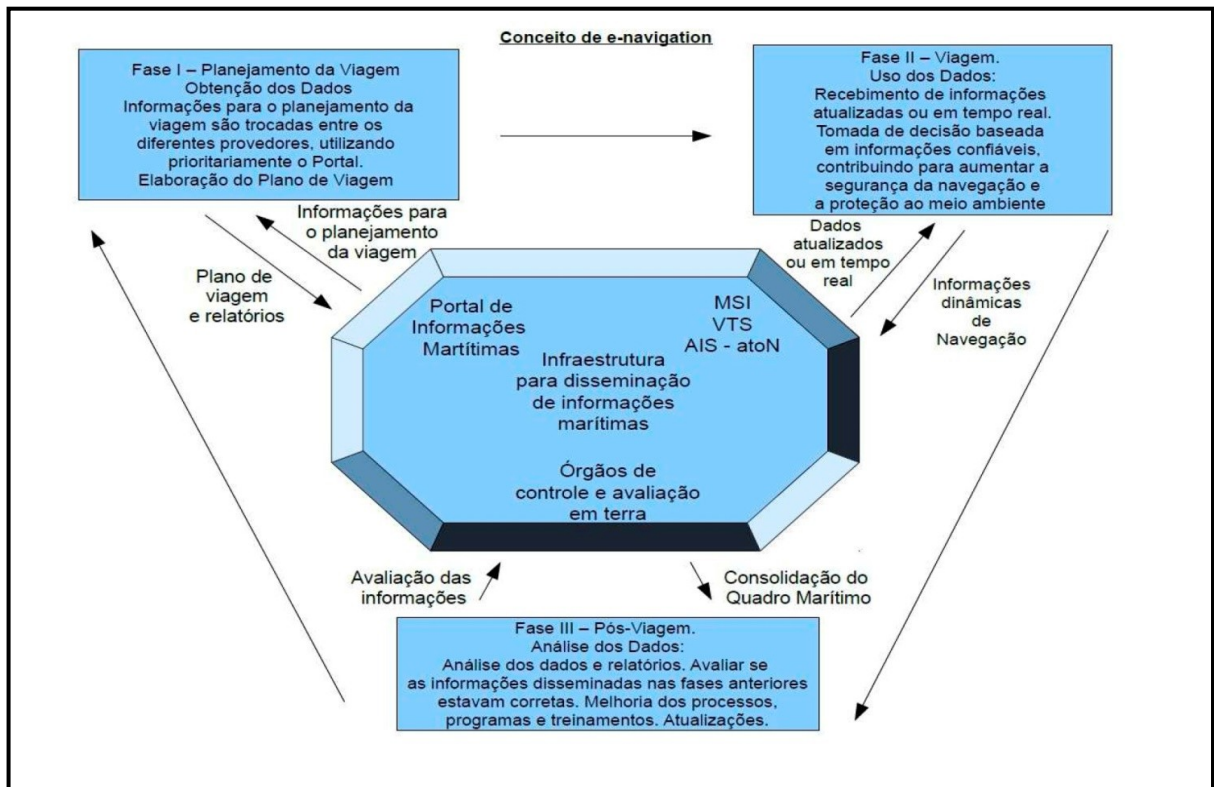 Conceito de e-navigation
Fase I – Planejamento da Viagem
Obtenção dos Dados
Informações para o planejamento da
viagem são trocadas entre os
diferentes provedores, utilizando
prioritariamente o Portal.
Elaboração do Plano de Viagem
Fase II – Viagem.
Uso dos Dados:
Recebimento de informações
atualizadas ou em tempo real.
Tomada de decisão baseada
em informações confiáveis,
contribuindo para aumentar a
segurança da navegação e
a proteção ao meio ambiente
Informações para
o planejamento
da viagem
Plano de
viagem
e relatórios
Dados
atualizados
ou em tempo
real
Informações
dinâmicas
de
Navegação
Portal de
Informações
Martítimas
MSI
VTS
AIS - atoN
Infraestrutura
para disseminação
de informações
marítimas
Órgãos de
controle e avaliação
em terra
Avaliação das
informações
Consolidação do
Quadro Marítimo
Fase III – Pós-Viagem.
Análise dos Dados:
Análise dos dados e relatórios. Avaliar se
as informações disseminadas nas fases anteriores
estavam corretas. Melhoria dos processos,
programas e treinamentos. Atualizações.